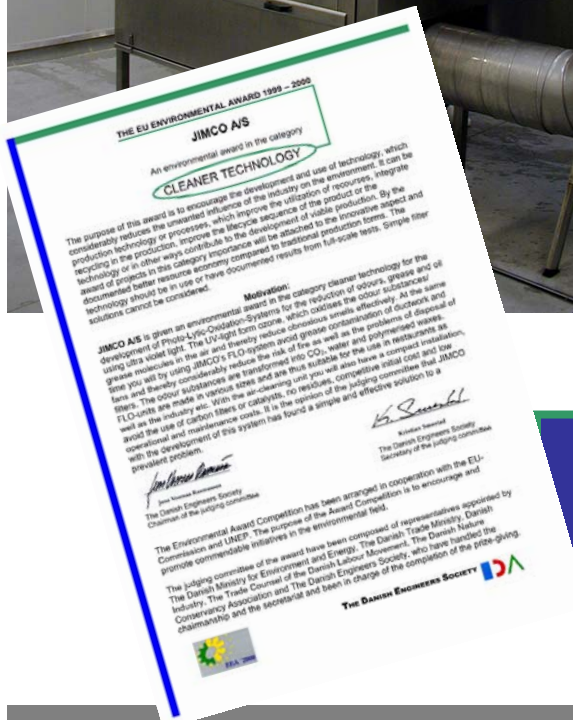 THE EU ENVIRONMENTAL AWARD 1999 – 2000
JIMCO A/S
An environmental award in the category
CLEANER TECHNOLOGY
The purpose of this award is to encourage the development and use of technology, which
considerably reduces the unwanted influence of the industry on the environment. It can be
production technology or processes, which improve the utilization of recourses, integrate
recycling in the production, improve the lifecycle sequence of the product or the
technology or in other ways contribute to the development of viable production. By the
award of projects in this category importance will be attached to the innovative aspect and
documented better resource economy compared to traditional production forms. The
technology should be in use or have documented results from full-scale tests. Simple filter
solutions cannot be considered.
Motivation:
JIMCO A/S is given an environmental award in the category cleaner technology for the
development of Photo-Lytic-Oxidation-Systems for the reduction of odours, grease and oil
using ultra violet light. The UV-light form ozone, which oxidises the odour substances/
grease molecules in the air and thereby reduce obnoxious smells effectively. At the same
time you will by using JIMCO's FLO-system avoid grease contamination of ductwork and
fans and thereby considerably reduce the risk of fire as well as the problems of disposal of
filters. The odour substances are transformed into CO₂, water and polymerised waxes.
FLO-units are made in various sizes and are thus suitable for the use in restaurants as
well as the industry etc. With the air-cleaning unit you will also have a compact installation,
avoid the use of carbon filters or catalysts, no residues, competitive initial cost and low
operational and maintenance costs. It is the opinion of the judging committee that JIMCO
with the development of this system has found a simple and effective solution to a
prevalent problem.
The Danish Engineers Society
Chairman of the judging committee
The Danish Engineers Society
Secretary of the judging committee
The Environmental Award Competition has been arranged in cooperation with the EU-
Commission and UNEP. The purpose of the Award Competition is to encourage and
promote commendable initiatives in the environmental field.
The judging committee of the award have been composed of representatives appointed by
The Danish Ministry for Environment and Energy, The Danish Trade Ministry, Danish
Industry, The Trade Counsel of the Danish Labour Movement, The Danish Nature
Conservancy Association and The Danish Engineers Society, who have handled the
chairmanship and the secretariat and been in charge of the completion of the prize-giving.
THE DANISH ENGINEERS SOCIETY
EEA 2000